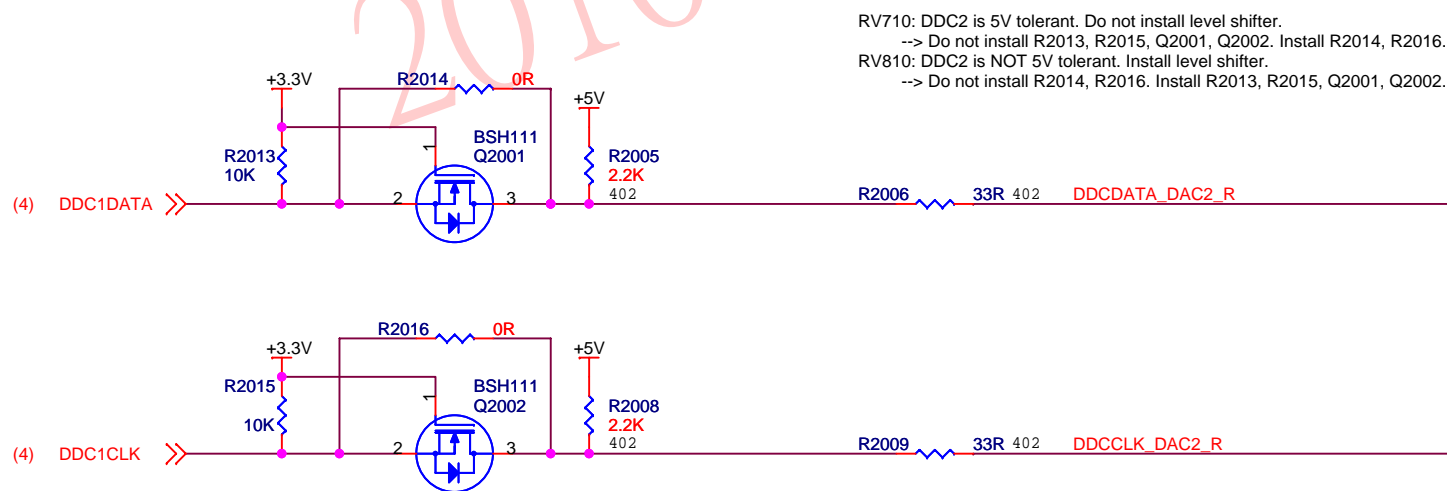 RV710: DDC2 is 5V tolerant. Do not install level shifter.
--> Do not install R2013, R2015, Q2001, Q2002. Install R2014, R2016.
RV810: DDC2 is NOT 5V tolerant. Install level shifter.
--> Do not install R2014, R2016. Install R2013, R2015, Q2001, Q2002.
+3.3V
R2014 0R
+5V
R2013
10K
1
BSH111
Q2001
R2005
2.2K
402
(4) DDC1DATA
2
3
R2006 33R 402 DDCDATA_DAC2_R
+3.3V
R2016 0R
+5V
R2015
10K
1
BSH111
Q2002
R2008
2.2K
402
(4) DDC1CLK
2
3
R2009 33R 402 DDCCLK_DAC2_R